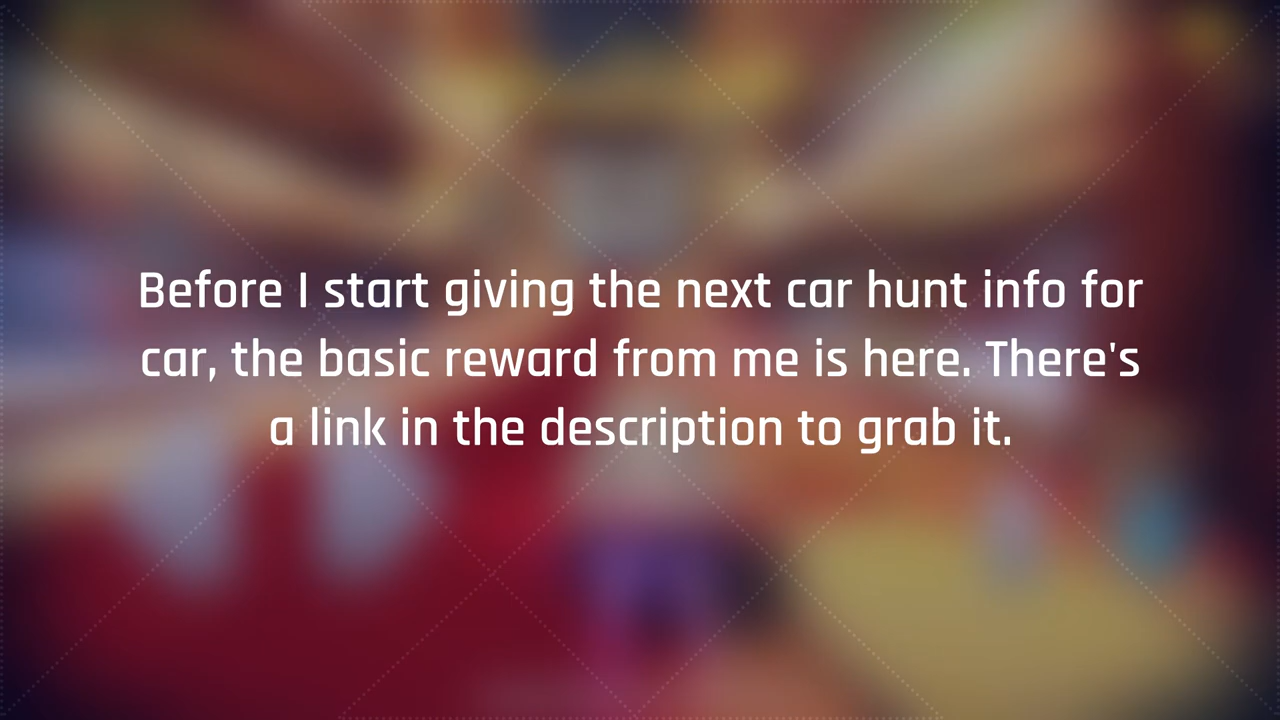 Before I start giving the next car hunt info for
car, the basic reward from me is here. There's
a link in the description to grab it.